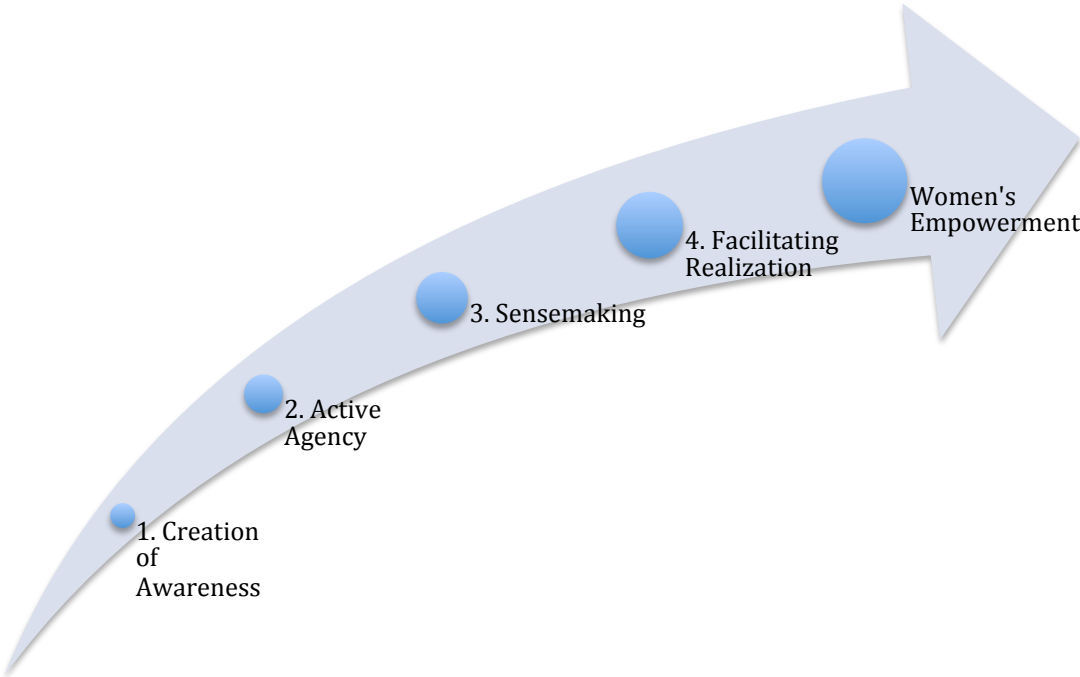 1. Creation
of
Awareness
2. Active
Agency
3. Sensemaking
4. Facilitating
Realization
Women's
Empowerment